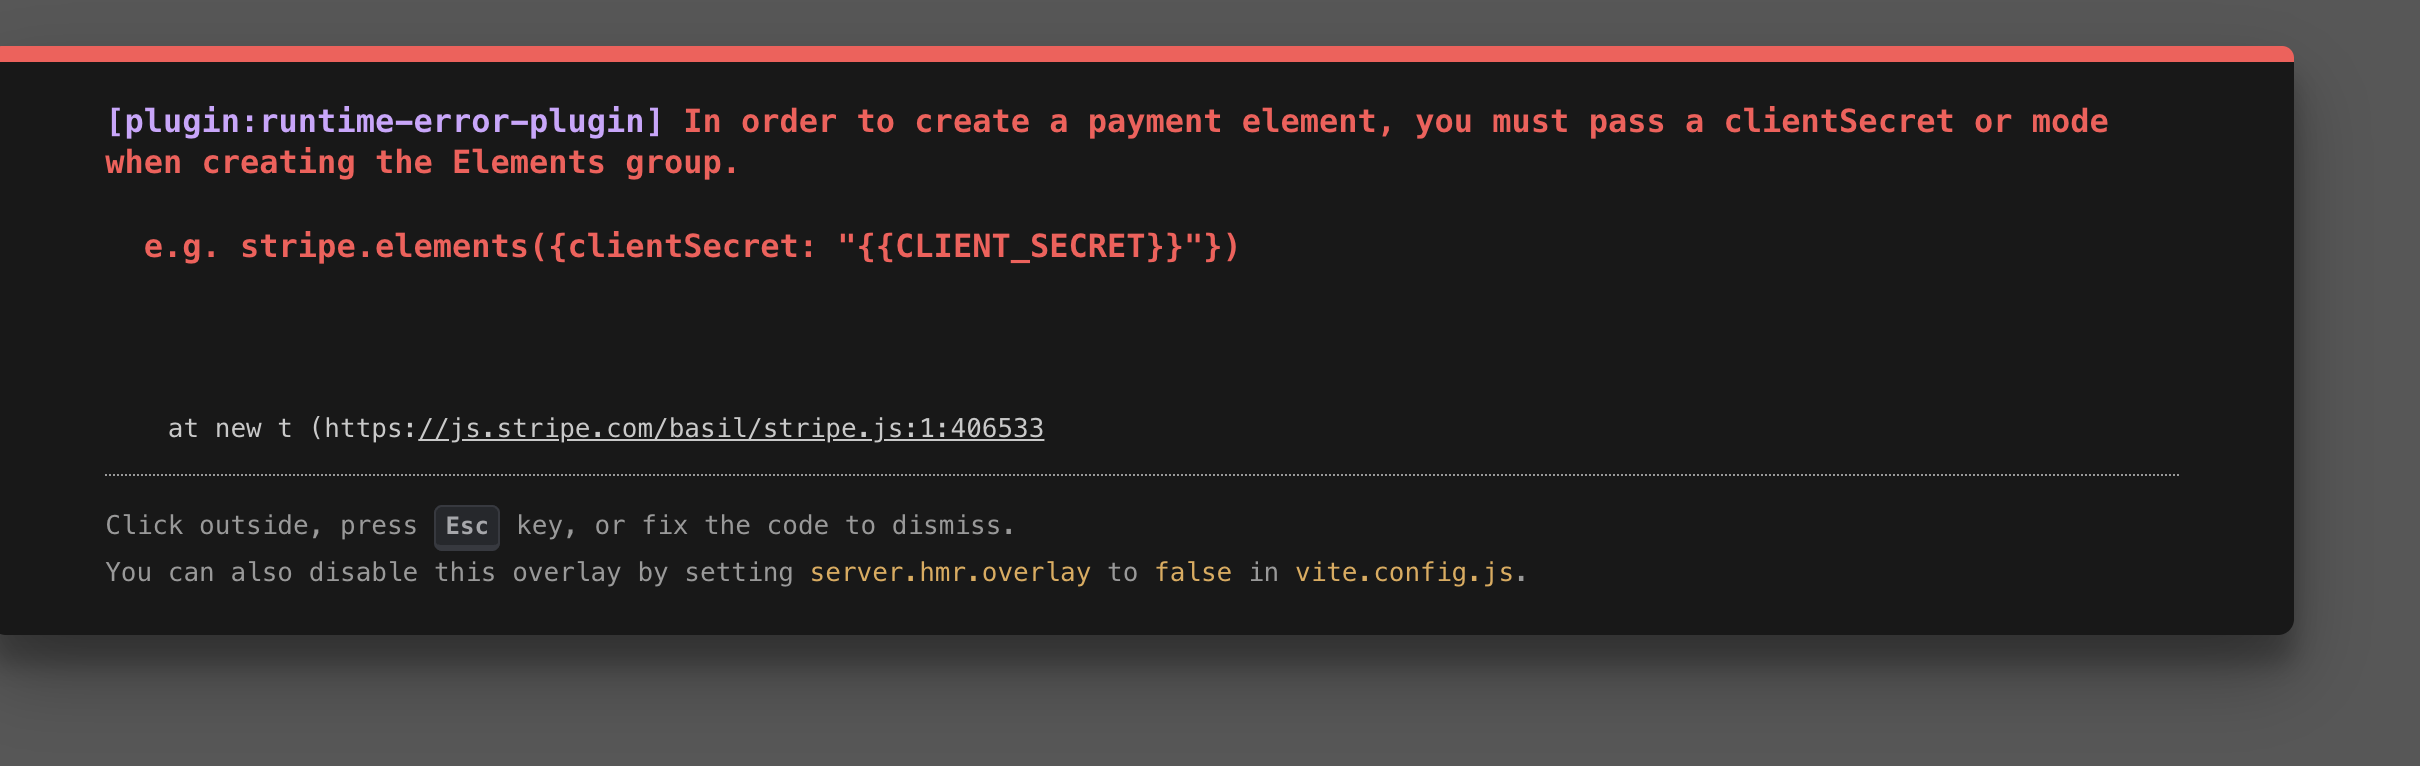 [plugin:runtime-error-plugin] In order to create a payment element, you must pass a clientSecret or mode
when creating the Elements group.
e.g. stripe.elements({clientSecret: "{{CLIENT_SECRET}}"})
at new t (https://js.stripe.com/basil/stripe.js:1:406533
Click outside, press Esc key, or fix the code to dismiss.
You can also disable this overlay by setting server.hmr.overlay to false in vite.config.js.